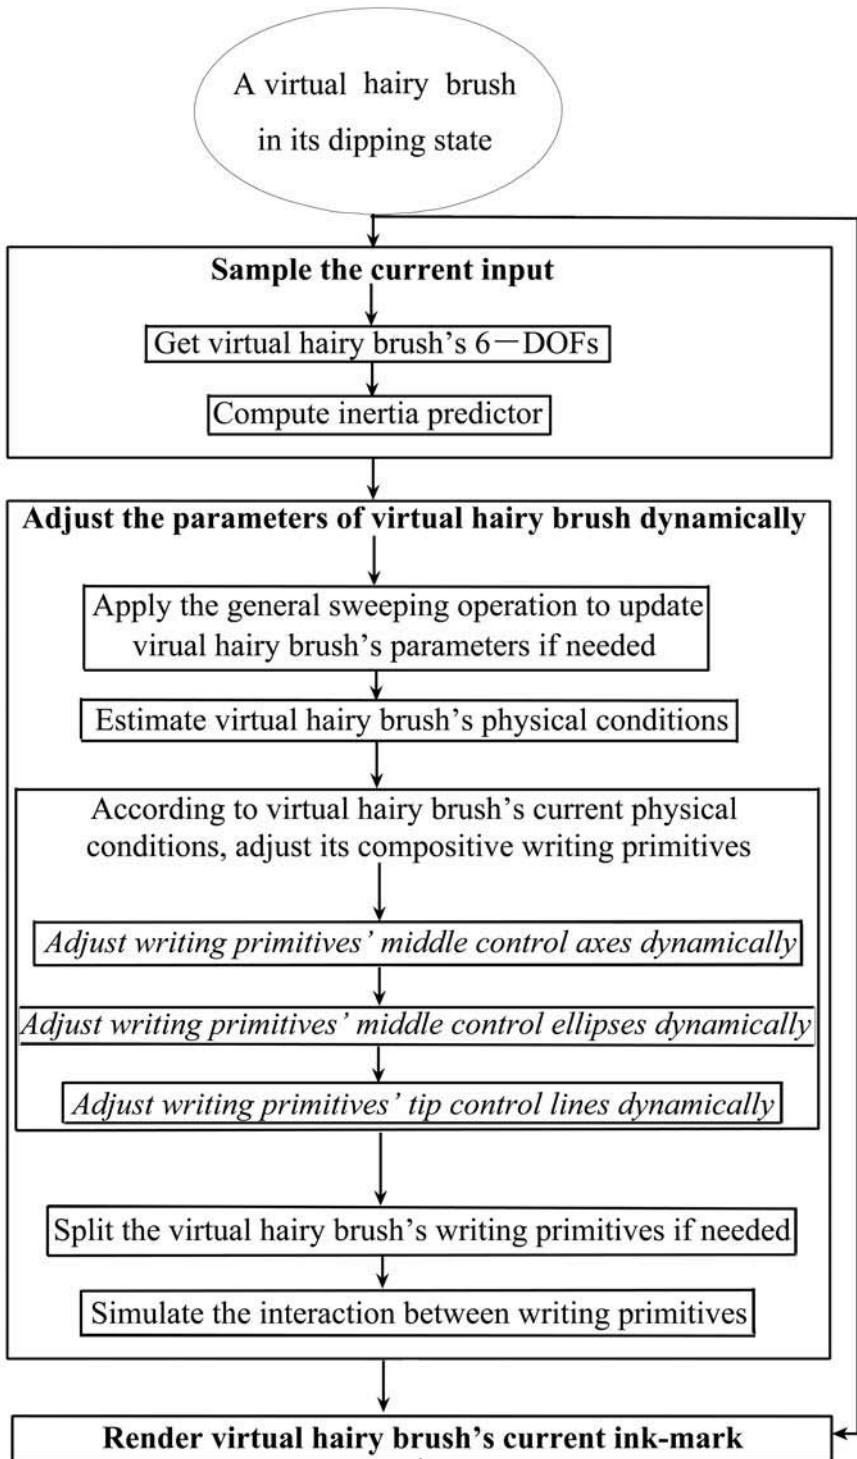 A virtual hairy brush
in its dipping state
Sample the current input
Get virtual hairy brush's 6—DOFs
Compute inertia predictor
Adjust the parameters of virtual hairy brush dynamically
Apply the general sweeping operation to update
virual hairy brush's parameters if needed
Estimate virtual hairy brush's physical conditions
According to virtual hairy brush's current physical
conditions, adjust its compositive writing primitives
Adjust writing primitives' middle control axes dynamically
Adjust writing primitives' middle control ellipses dynamically
Adjust writing primitives' tip control lines dynamically
Split the virtual hairy brush's writing primitives if needed
Simulate the interaction between writing primitives
Render virtual hairy brush's current ink-mark